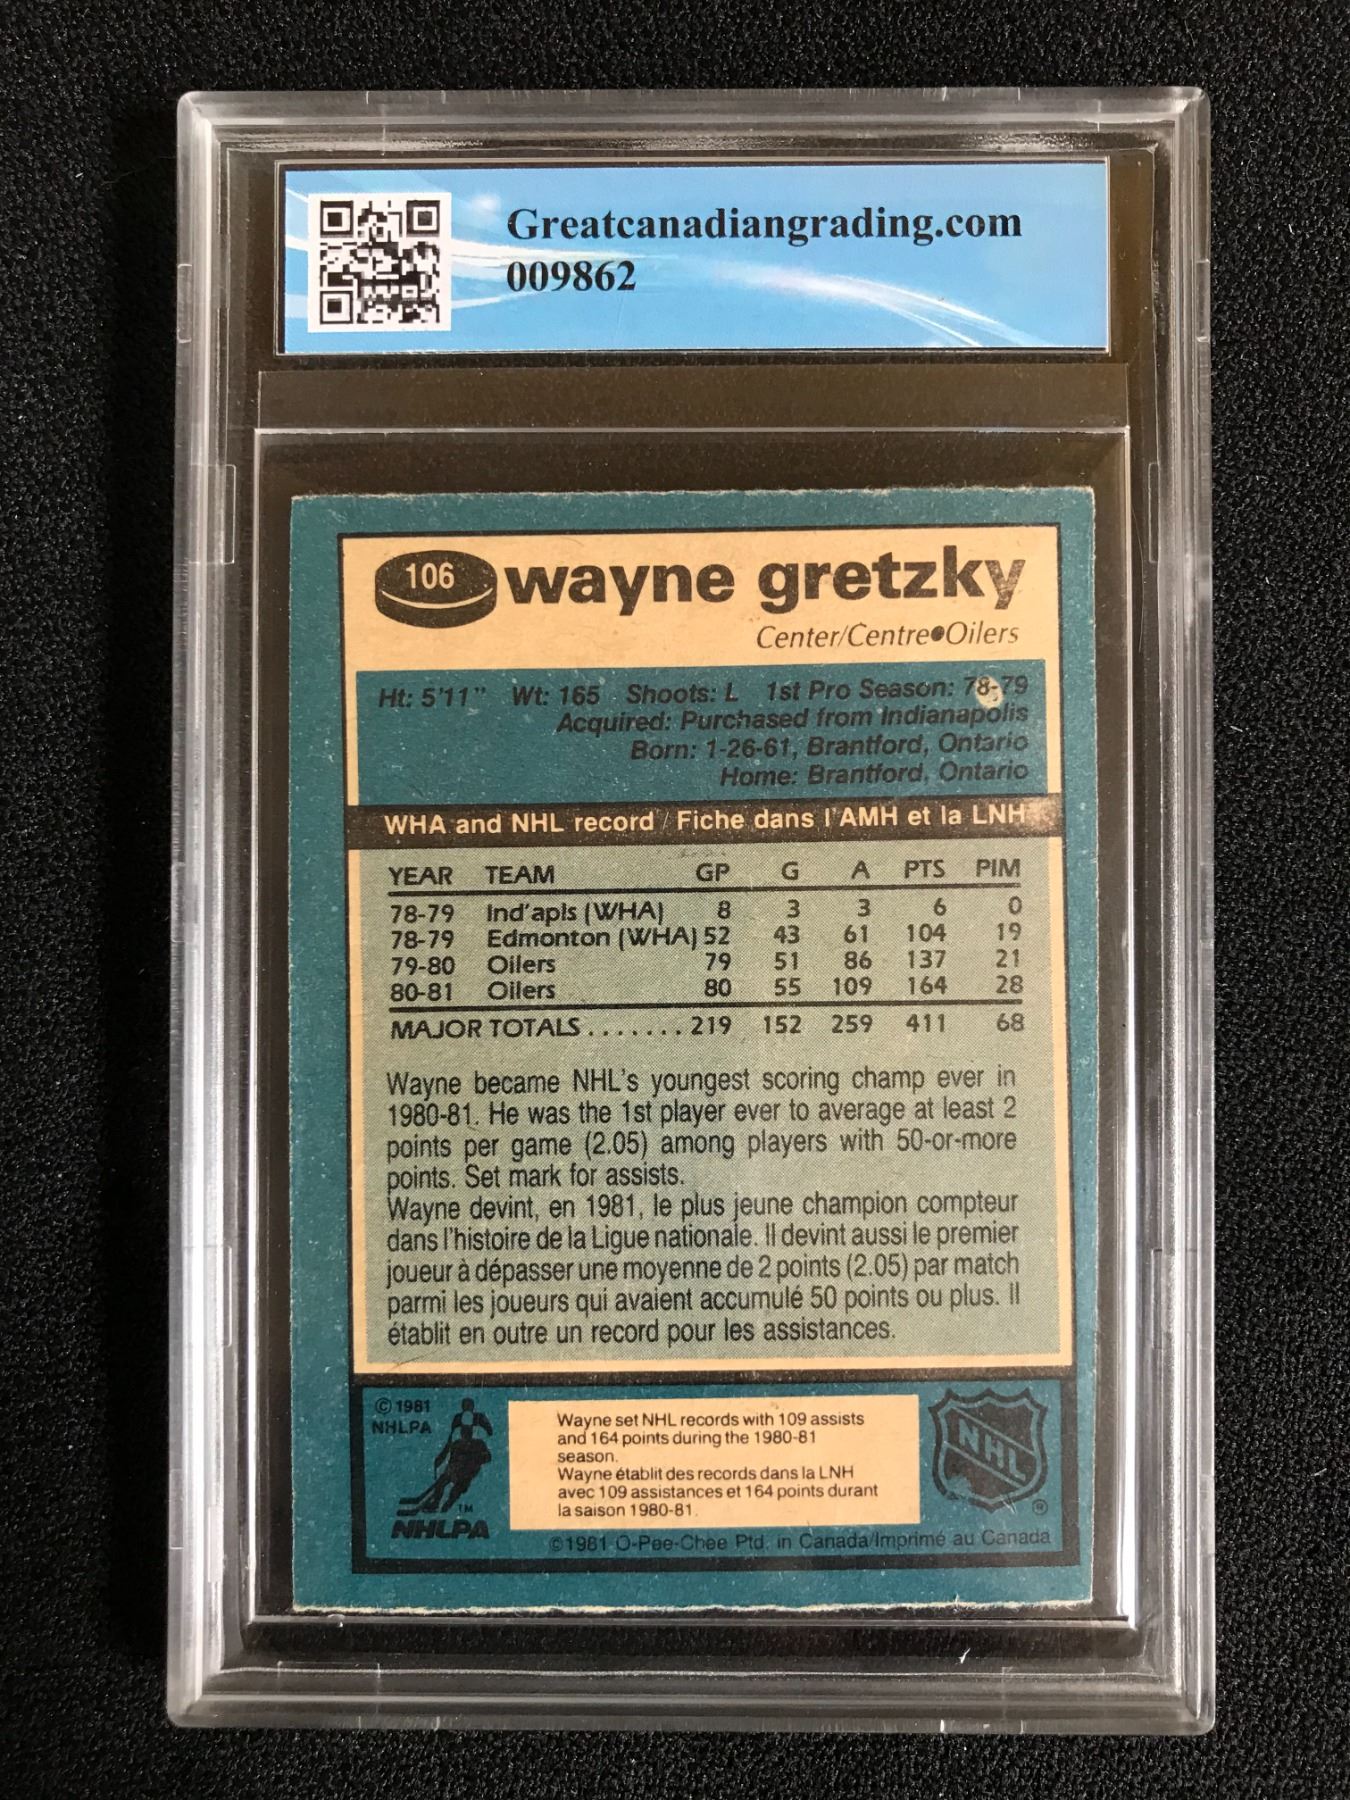 Greatcanadiangrading.com
009862
106 wayne gretzky
Center/Centre●Oilers
Ht: 5'11" Wt: 165 Shoots: L 1st Pro Season: 78-79
Acquired: Purchased from Indianapolis
Born: 1-26-61, Brantford, Ontario
Home: Brantford, Ontario
WHA and NHL record / Fiche dans l'AMH et la LNH
YEAR TEAM GP G A PTS PIM
78-79 Ind'apls (WHA) 8 3 3 6 0
78-79 Edmonton (WHA) 52 43 61 104 19
79-80 Oilers 79 51 86 137 21
80-81 Oilers 80 55 109 164 28
MAJOR TOTALS.......219 152 259 411 68
Wayne became NHL's youngest scoring champ ever in
1980-81. He was the 1st player ever to average at least 2
points per game (2.05) among players with 50-or-more
points. Set mark for assists.
Wayne devint, en 1981, le plus jeune champion compteur
dans l'histoire de la Ligue nationale. Il devint aussi le premier
joueur à dépasser une moyenne de 2 points (2.05) par match
parmi les joueurs qui avaient accumulé 50 points ou plus. Il
établit en outre un record pour les assistances.
© 1981
NHLPA
TM
NHLPA
Wayne set NHL records with 109 assists
and 164 points during the 1980-81
season.
Wayne établit des records dans la LNH
avec 109 assistances et 164 points durant
la saison 1980-81.
NHL
®
©1981 O-Pee-Chee Ptd. in Canada/Imprimé au Canada